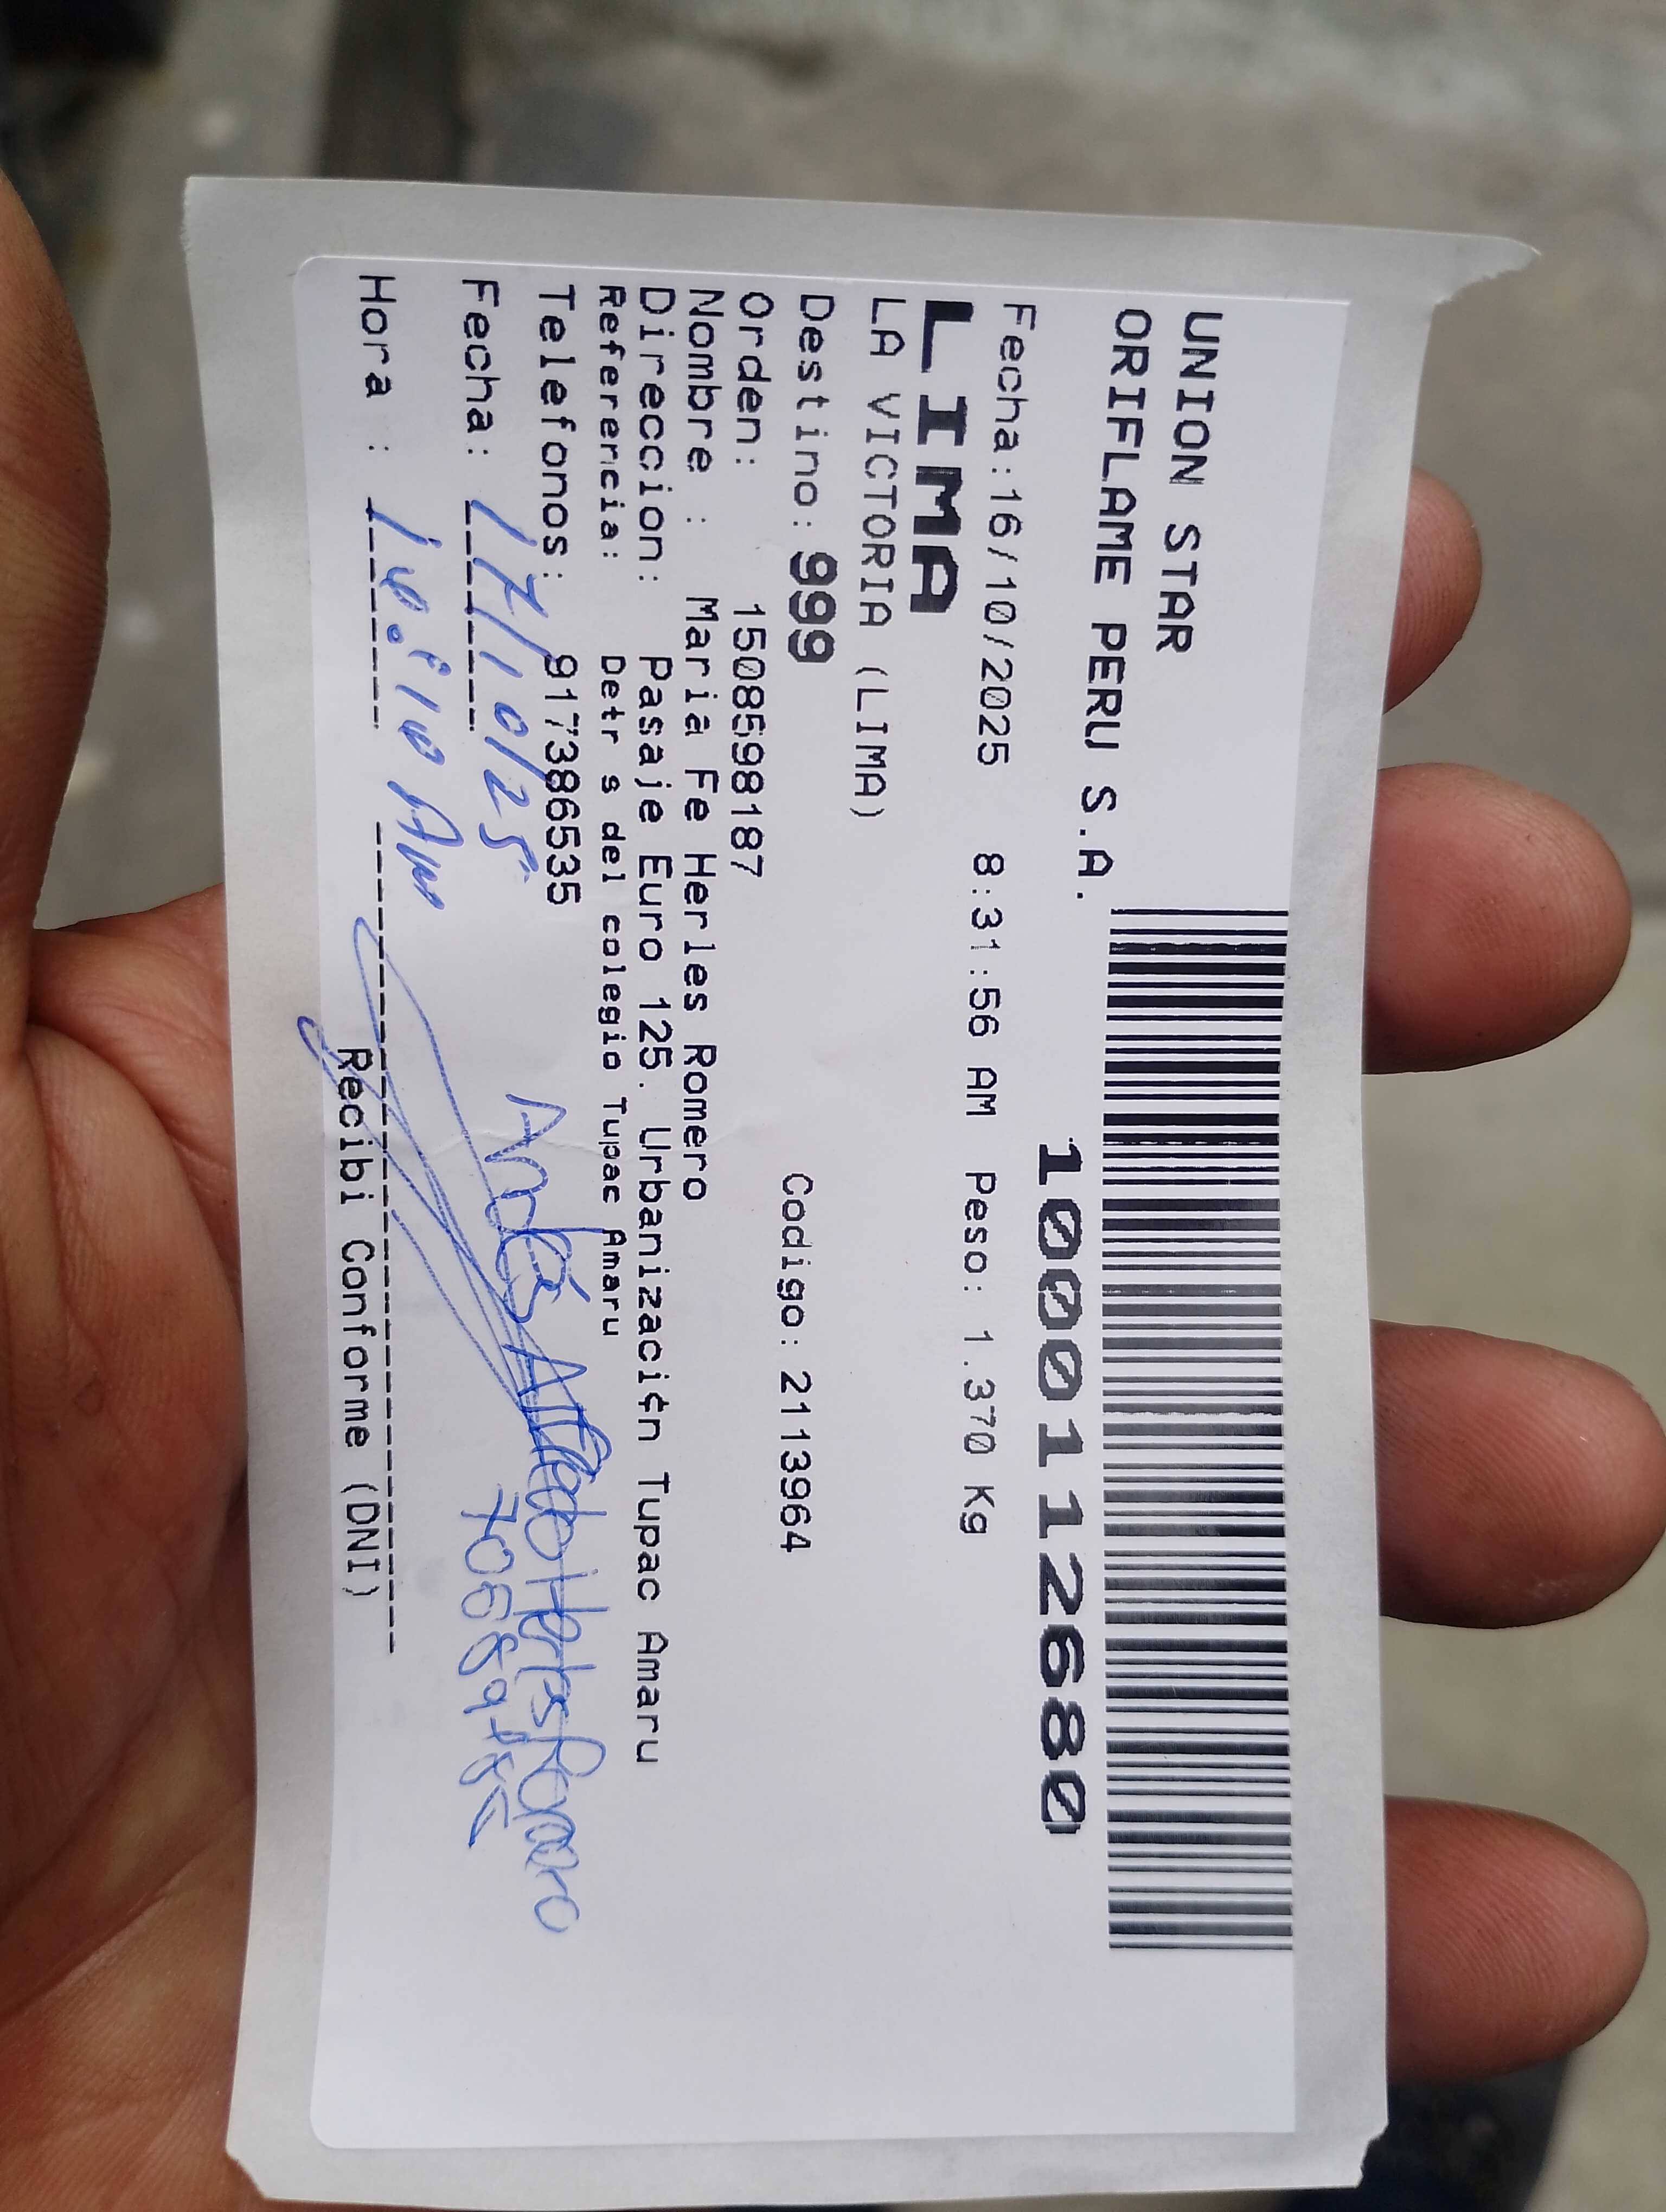 UNION STAR
ORIFLAME PERU S.A.
10001112680
Fecha:16/10/2025 8:31:56 AM Peso: 1.370 Kg
LIMA
LA VICTORIA (LIMA)
Destino: 999 Codigo: 2113964
Orden: 1508598187
Nombre : Maria Fe Herles Romero
Direccion: Pasaje Euro 125. Urbanizaci¢n Tupac Amaru
Referencia: Detr s del colegio Tupac Amaru
Telefonos: 917386535
Fecha: 17/10/25
Hora : 10:10 Am
Herles Romero
Recibi Conforme (DNI)